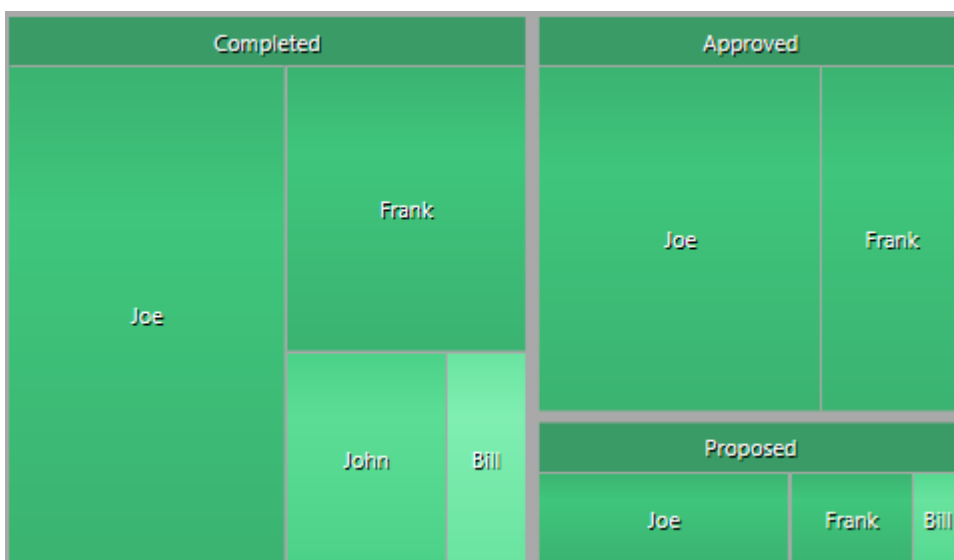 Completed
Joe
Frank
John
Bill
Approved
Joe
Frank
Proposed
Joe
Frank
Bill